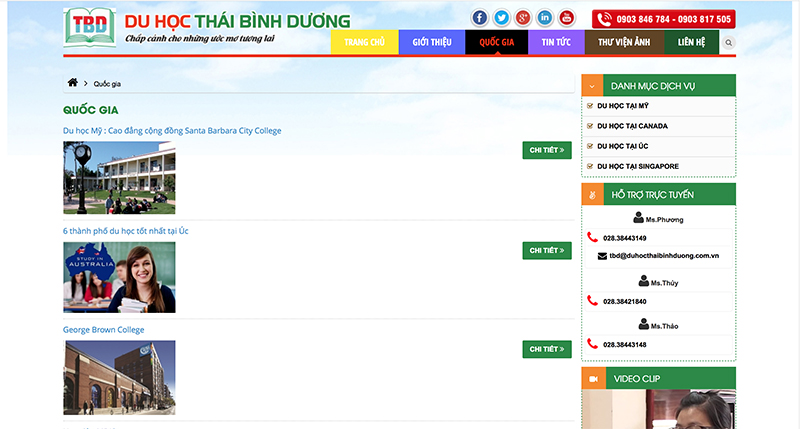 TBD
DU HỌC THÁI BÌNH DƯƠNG
Chắp cánh cho những ước mơ tương lai
0903 846 784 - 0903 817 505
TRANG CHỦ
GIỚI THIỆU
QUỐC GIA
TIN TỨC
THƯ VIỆN ẢNH
LIÊN HỆ
Quốc gia
QUỐC GIA
Du học Mỹ : Cao đẳng cộng đồng Santa Barbara City College
CHI TIẾT »
6 thành phố du học tốt nhất tại Úc
STUDY IN
AUSTRALIA
CHI TIẾT »
George Brown College
CHI TIẾT »
DANH MỤC DỊCH VỤ
DU HỌC TẠI MỸ
DU HỌC TẠI CANADA
DU HỌC TẠI ÚC
DU HỌC TẠI SINGAPORE
HỖ TRỢ TRỰC TUYẾN
Ms.Phương
028.38443149
tbd@duhocthaibinhduong.com.vn
Ms.Thúy
028.38421840
Ms.Thảo
028.38443148
VIDEO CLIP